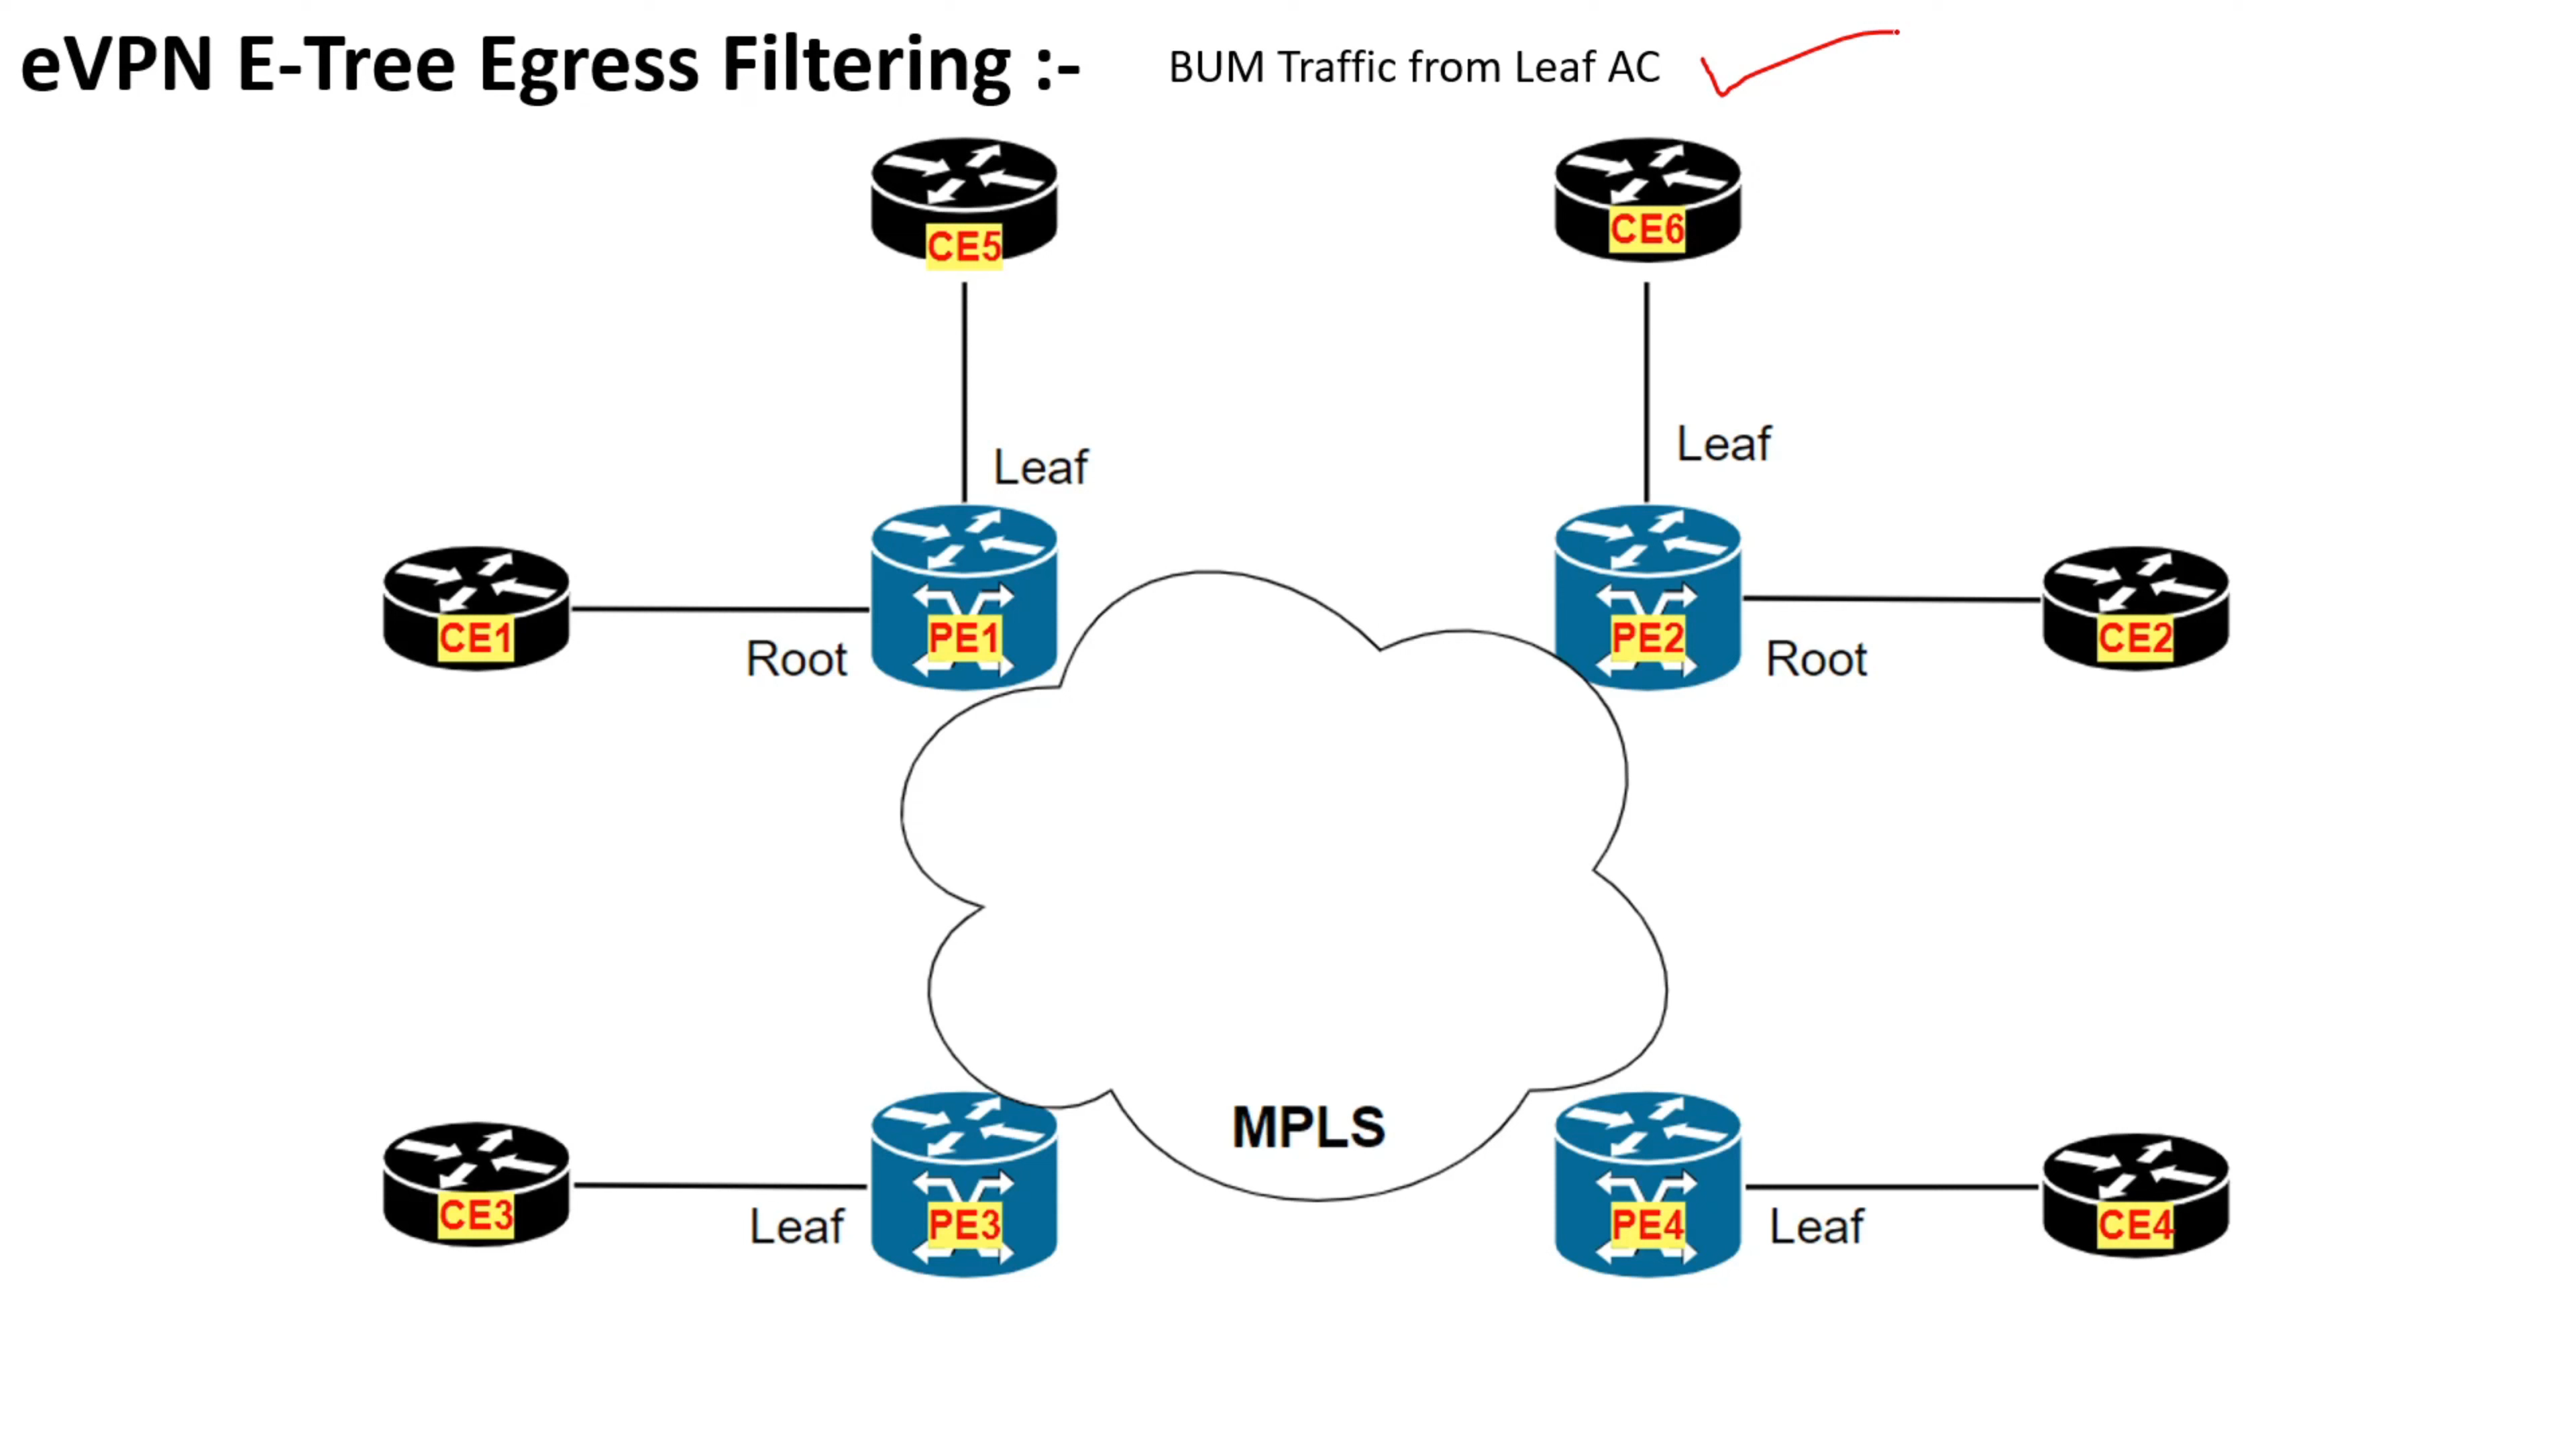 eVPN E-Tree Egress Filtering :- BUM Traffic from Leaf AC
CE5
CE6
Leaf
Leaf
CE1
Root
PE1
PE2
Root
CE2
MPLS
CE3
Leaf
PE3
PE4
Leaf
CE4